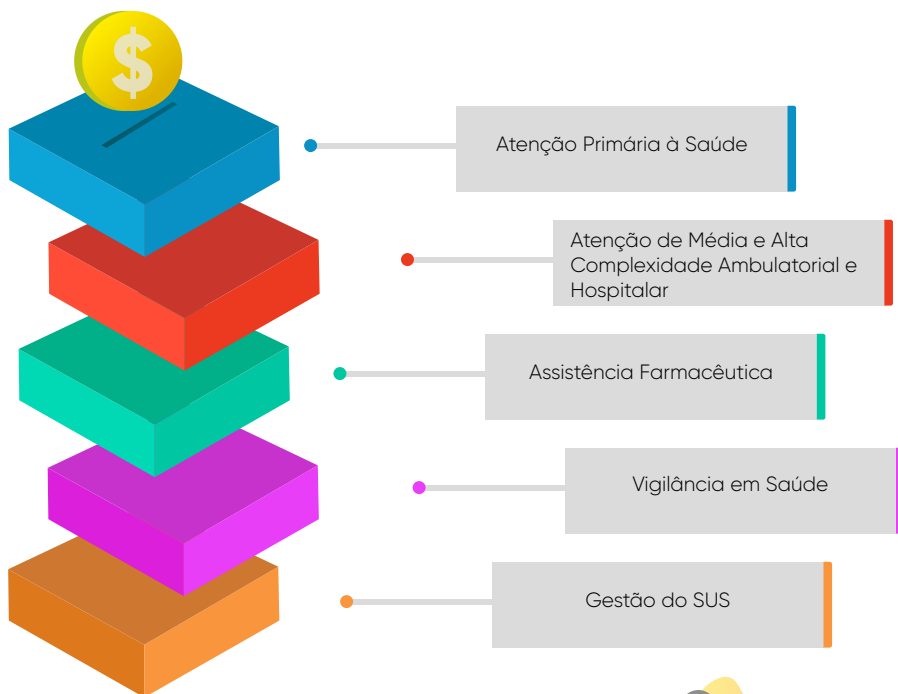 $
Atenção Primária à Saúde
Atenção de Média e Alta
Complexidade Ambulatorial e
Hospitalar
Assistência Farmacêutica
Vigilância em Saúde
Gestão do SUS